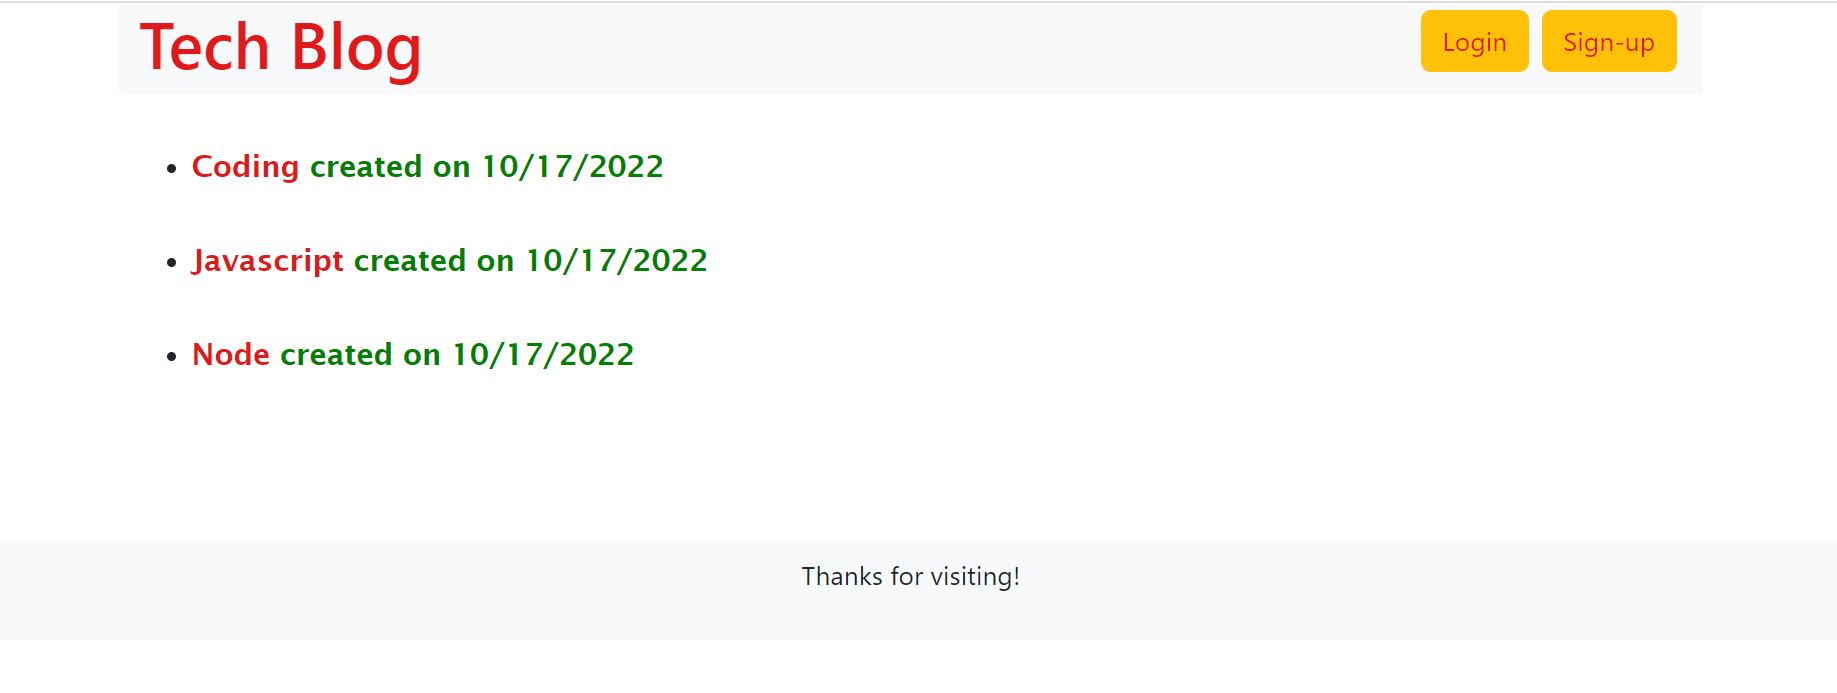 Tech Blog Login Sign-up
Coding created on 10/17/2022
Javascript created on 10/17/2022
Node created on 10/17/2022
Thanks for visiting!